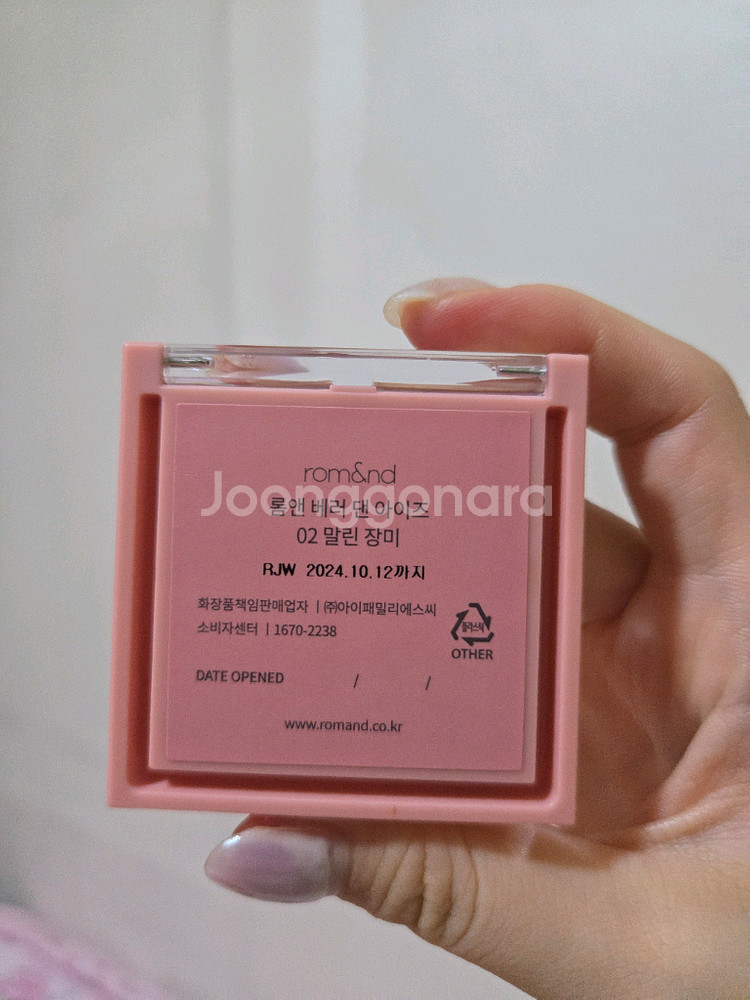 rom&nd
Joonggonara
롬앤 베러 댄 아이즈
02 말린 장미
RJW 2024.10.12까지
화장품책임판매업자 | ㈜아이패밀리에스씨
소비자센터 | 1670-2238
플라스틱
OTHER
DATE OPENED / /
www.romand.co.kr